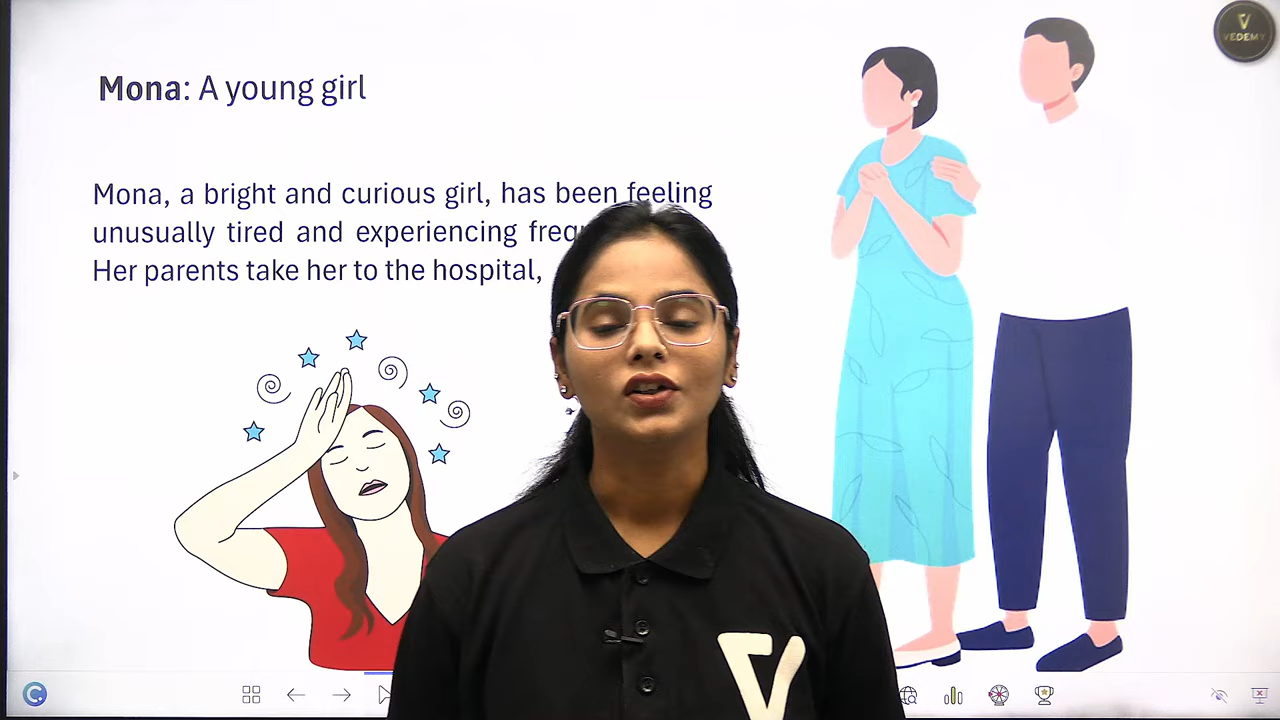 VEDEMY
Mona: A young girl
Mona, a bright and curious girl, has been feeling
unusually tired and experiencing
Her parents take her to the hospital,